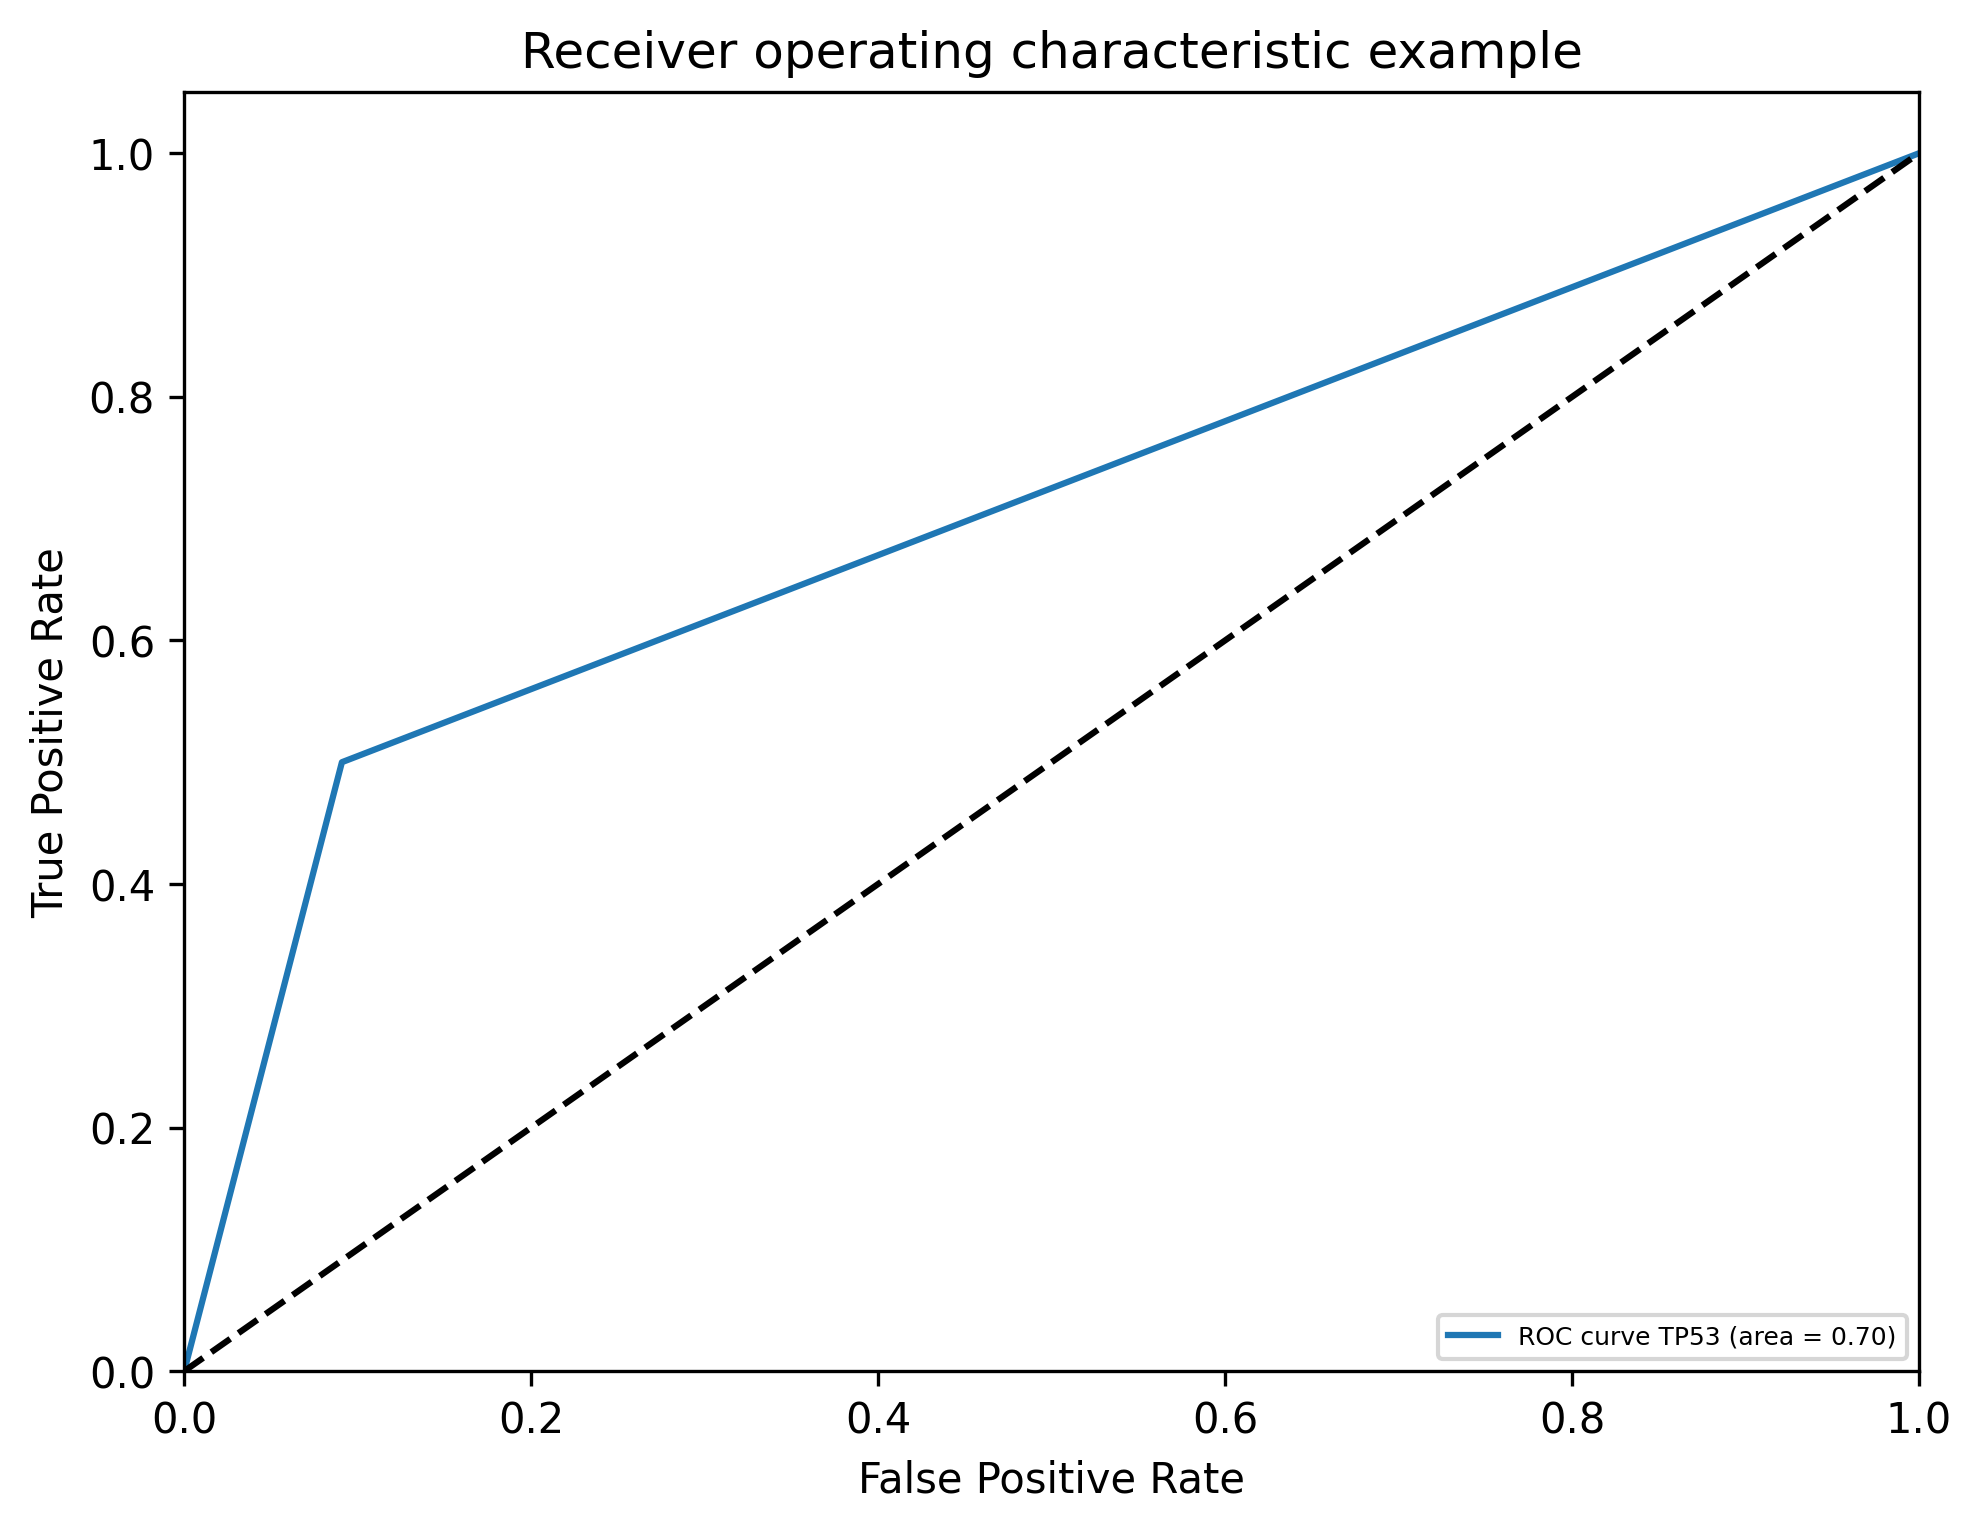 Receiver operating characteristic example
1.0
0.8
0.6
0.4
0.2
0.0
True Positive Rate
0.0 0.2 0.4 0.6 0.8 1.0
False Positive Rate
ROC curve TP53 (area = 0.70)